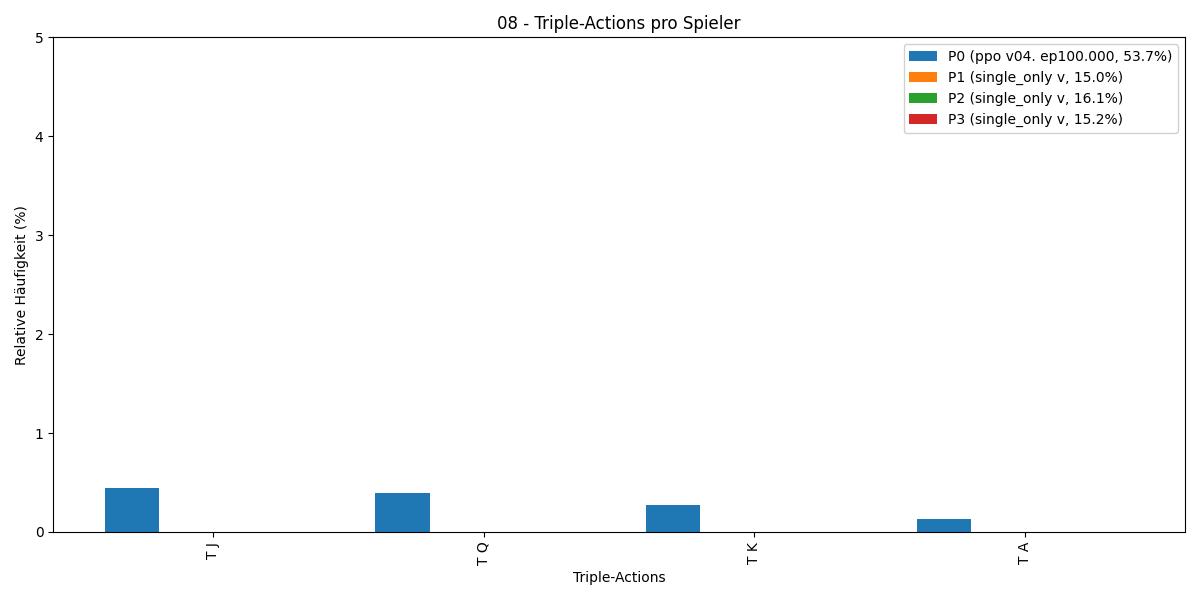 08 - Triple-Actions pro Spieler
P0 (ppo v04. ep100.000, 53.7%)
P1 (single_only v, 15.0%)
P2 (single_only v, 16.1%)
P3 (single_only v, 15.2%)
Relative Häufigkeit (%)
5
4
3
2
1
0
T J
T Q
T K
T A
Triple-Actions